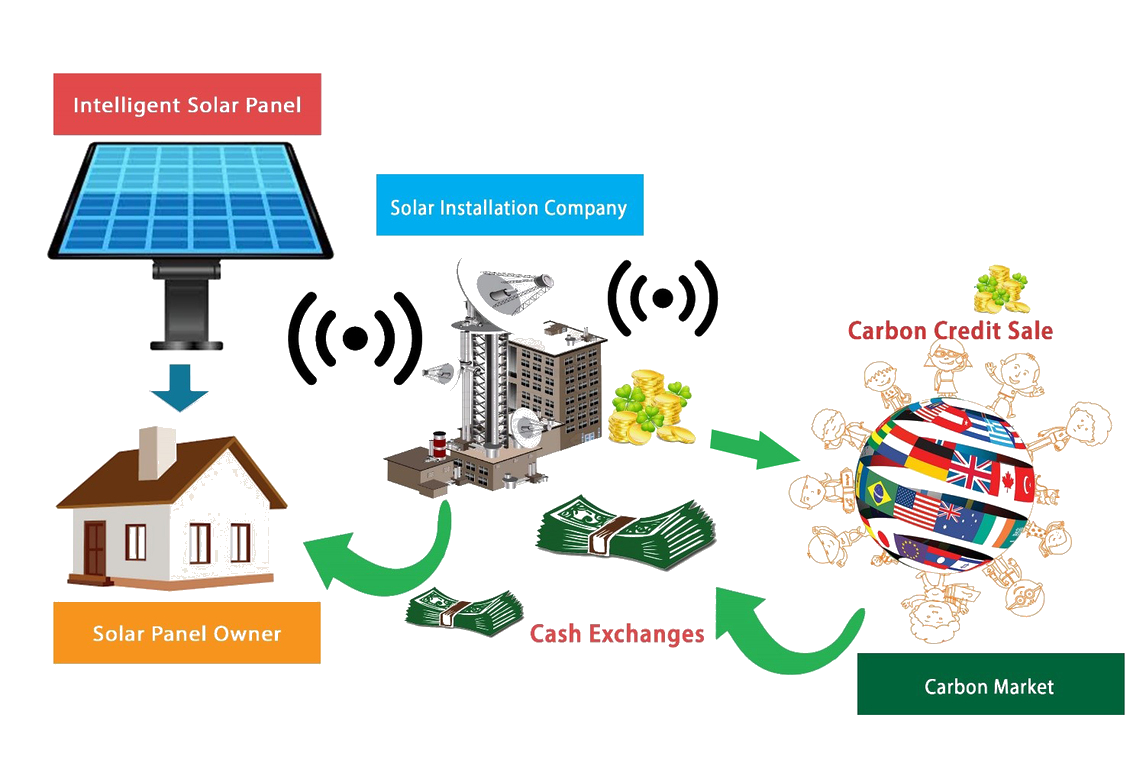 Intelligent Solar Panel
Solar Installation Company
Carbon Credit Sale
Solar Panel Owner
Cash Exchanges
Carbon Market